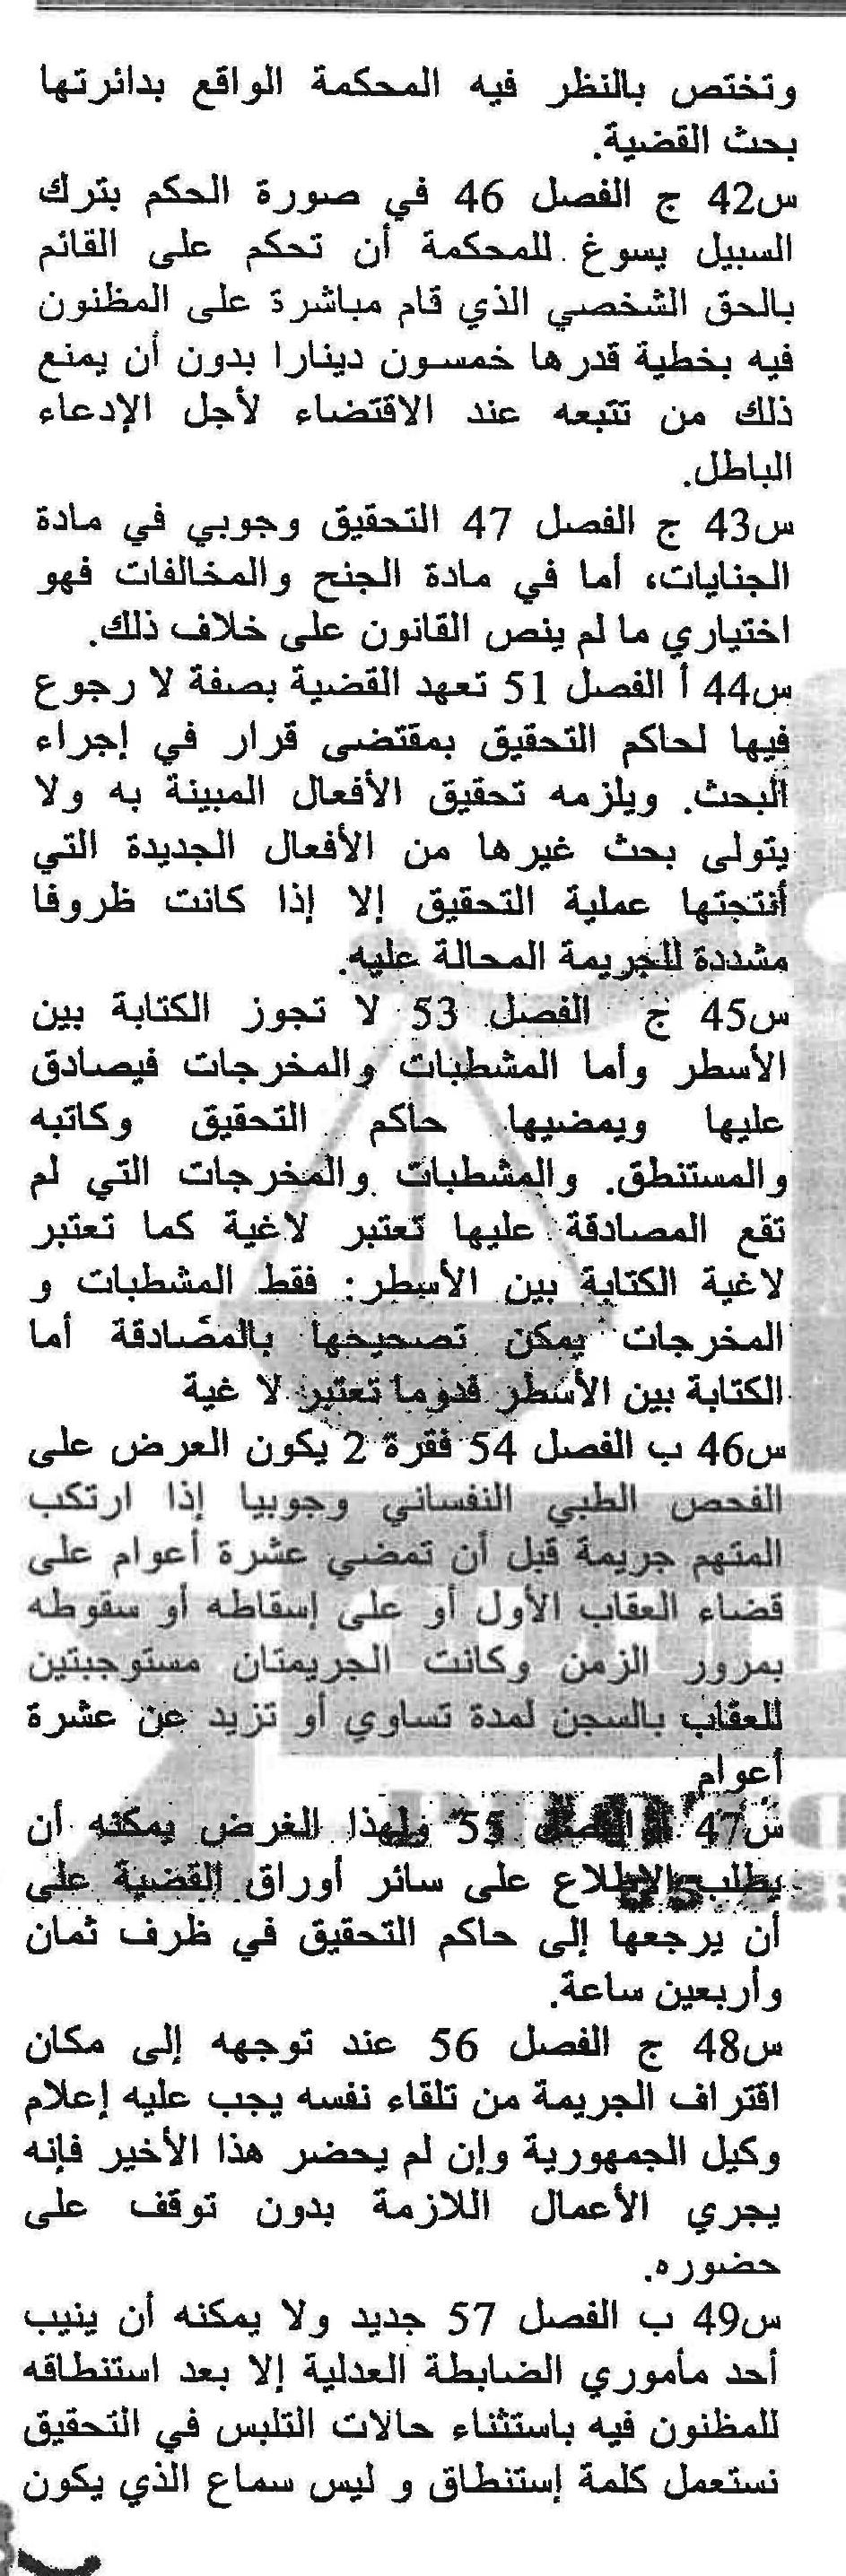 وتختص بالنظر فيه المحكمة الواقع بدائرتها
بحث القضية.
س42 ج الفصل 46 في صورة الحكم بترك
السبيل يسوغ للمحكمة أن تحكم على القائم
بالحق الشخصي الذي قام مباشرة على المظنون
فيه بخطية قدرها خمسون دينارا بدون أن يمنع
ذلك من تتبعه عند الاقتضاء لأجل الإدعاء
الباطل.
س43 ج الفصل 47 التحقيق وجوبي في مادة
الجنايات، أما في مادة الجنح والمخالفات فهو
اختياري ما لم ينص القانون على خلاف ذلك.
س44 أ الفصل 51 تعهد القضية بصفة لا رجوع
فيها لحاكم التحقيق بمقتضى قرار في إجراء
البحث. ويلزمه تحقيق الأفعال المبينة به ولا
يتولى بحث غيرها من الأفعال الجديدة التي
أنتجتها عملية التحقيق إلا إذا كانت ظروفا
مشددة للجريمة المحالة عليه.
س45 ج الفصل 53 لا تجوز الكتابة بين
الأسطر وأما المشطبات والمخرجات فيصادق
عليها ويمضيها حاكم التحقيق وكاتبه
والمستنطق. والمشطبات والمخرجات التي لم
تقع المصادقة عليها تعتبر لاغية كما تعتبر
لاغية الكتابة بين الأسطر: فقط المشطبات و
المخرجات يمكن تصحيحها بالمصادقة أما
الكتابة بين الأسطر فدوما تعتبر لا غية
س46 ب الفصل 54 فقرة 2 يكون العرض على
الفحص الطبي النفساني وجوبيا إذا ارتكب
المتهم جريمة قبل أن تمضي عشرة أعوام على
قضاء العقاب الأول أو على إسقاطه أو سقوطه
بمرور الزمن وكانت الجريمتان مستوجبتين
للعقاب بالسجن لمدة تساوي أو تزيد عن عشرة
أعوام
س47 الفصل 55 ولهذا الغرض يمكنه أن
يطلب الإطلاع على سائر أوراق القضية على
أن يرجعها إلى حاكم التحقيق في ظرف ثمان
وأربعين ساعة.
س48 ج الفصل 56 عند توجهه إلى مكان
اقتراف الجريمة من تلقاء نفسه يجب عليه إعلام
وكيل الجمهورية وإن لم يحضر هذا الأخير فإنه
يجري الأعمال اللازمة بدون توقف على
حضوره.
س49 ب الفصل 57 جديد ولا يمكنه أن ينيب
أحد مأموري الضابطة العدلية إلا بعد استنطاقه
للمظنون فيه باستثناء حالات التلبس في التحقيق
نستعمل كلمة إستنطاق و ليس سماع الذي يكون